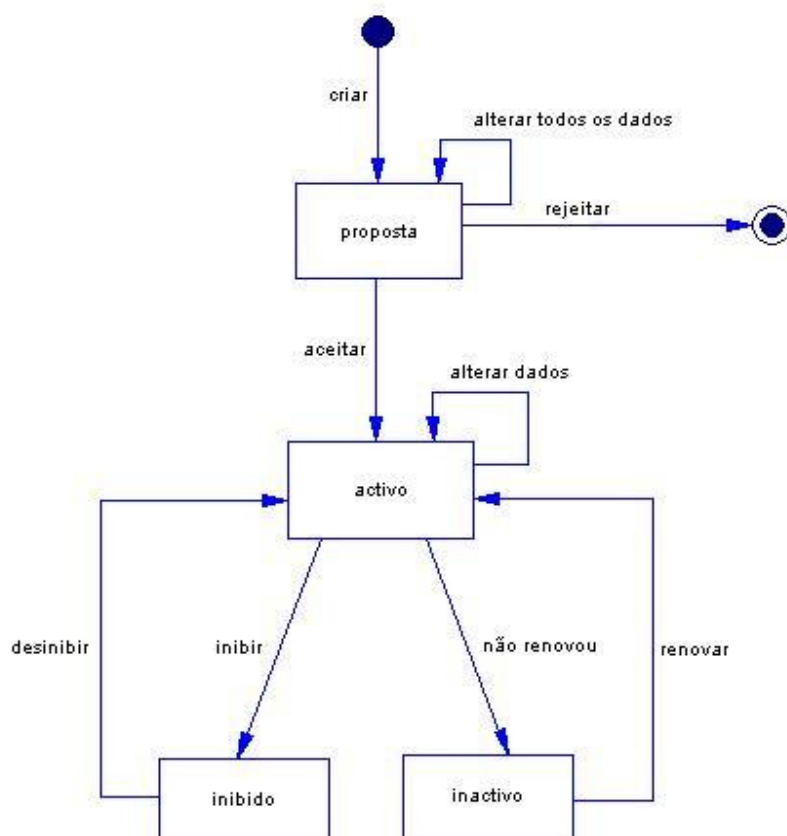 criar
alterar todos os dados
rejeitar
proposta
aceitar
alterar dados
activo
desinibir
inibir
não renovou
renovar
inibido
inactivo